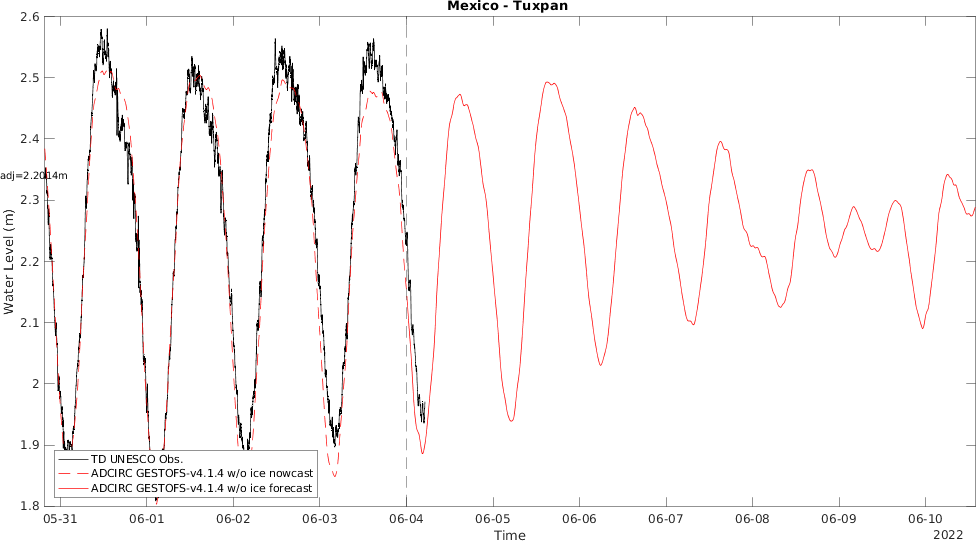 Mexico - Tuxpan
2.6
2.5
2.4
adj=2.2014m
2.3
2.2
2.1
2
1.9
1.8
Water Level (m)
TD UNESCO Obs.
ADCIRC GESTOFS-v4.1.4 w/o ice nowcast
ADCIRC GESTOFS-v4.1.4 w/o ice forecast
05-31 06-01 06-02 06-03 06-04 06-05 06-06 06-07 06-08 06-09 06-10
Time
2022